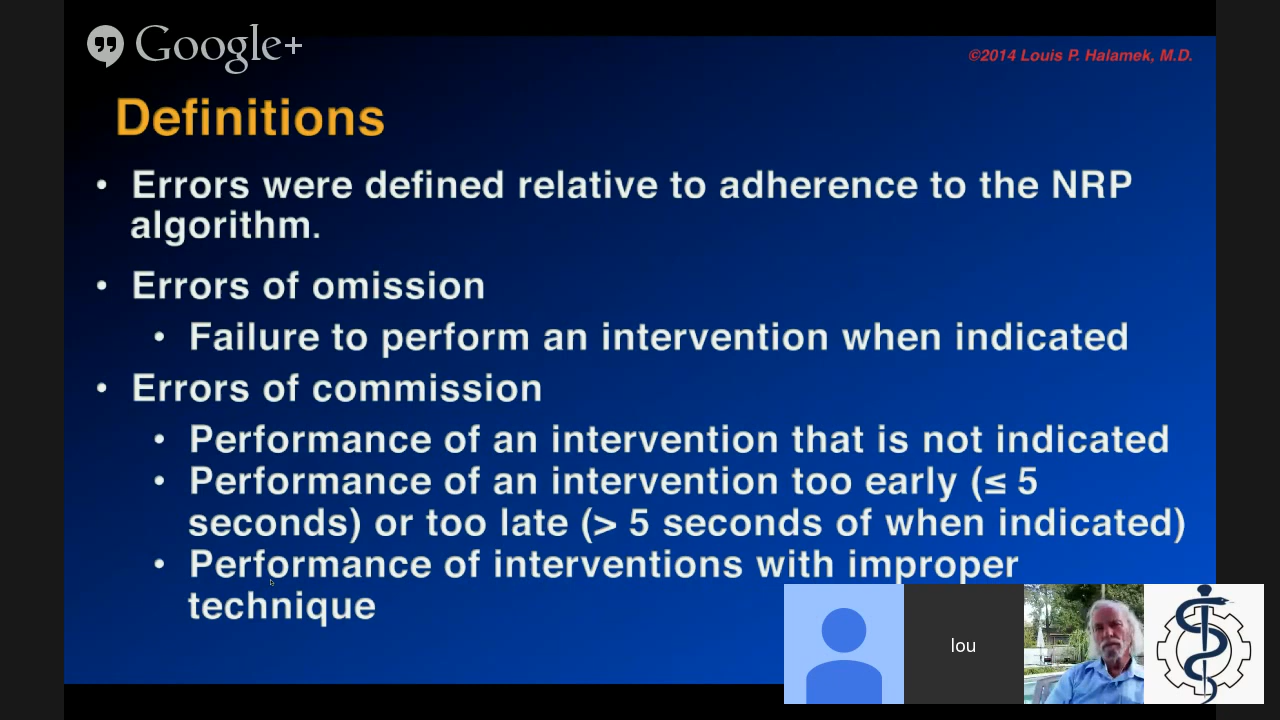 Google+
©2014 Louis P. Halamek, M.D.
Definitions
• Errors were defined relative to adherence to the NRP
algorithm.
• Errors of omission
• Failure to perform an intervention when indicated
• Errors of commission
• Performance of an intervention that is not indicated
• Performance of an intervention too early (≤ 5
seconds) or too late (> 5 seconds of when indicated)
• Performance of interventions with improper
technique
lou